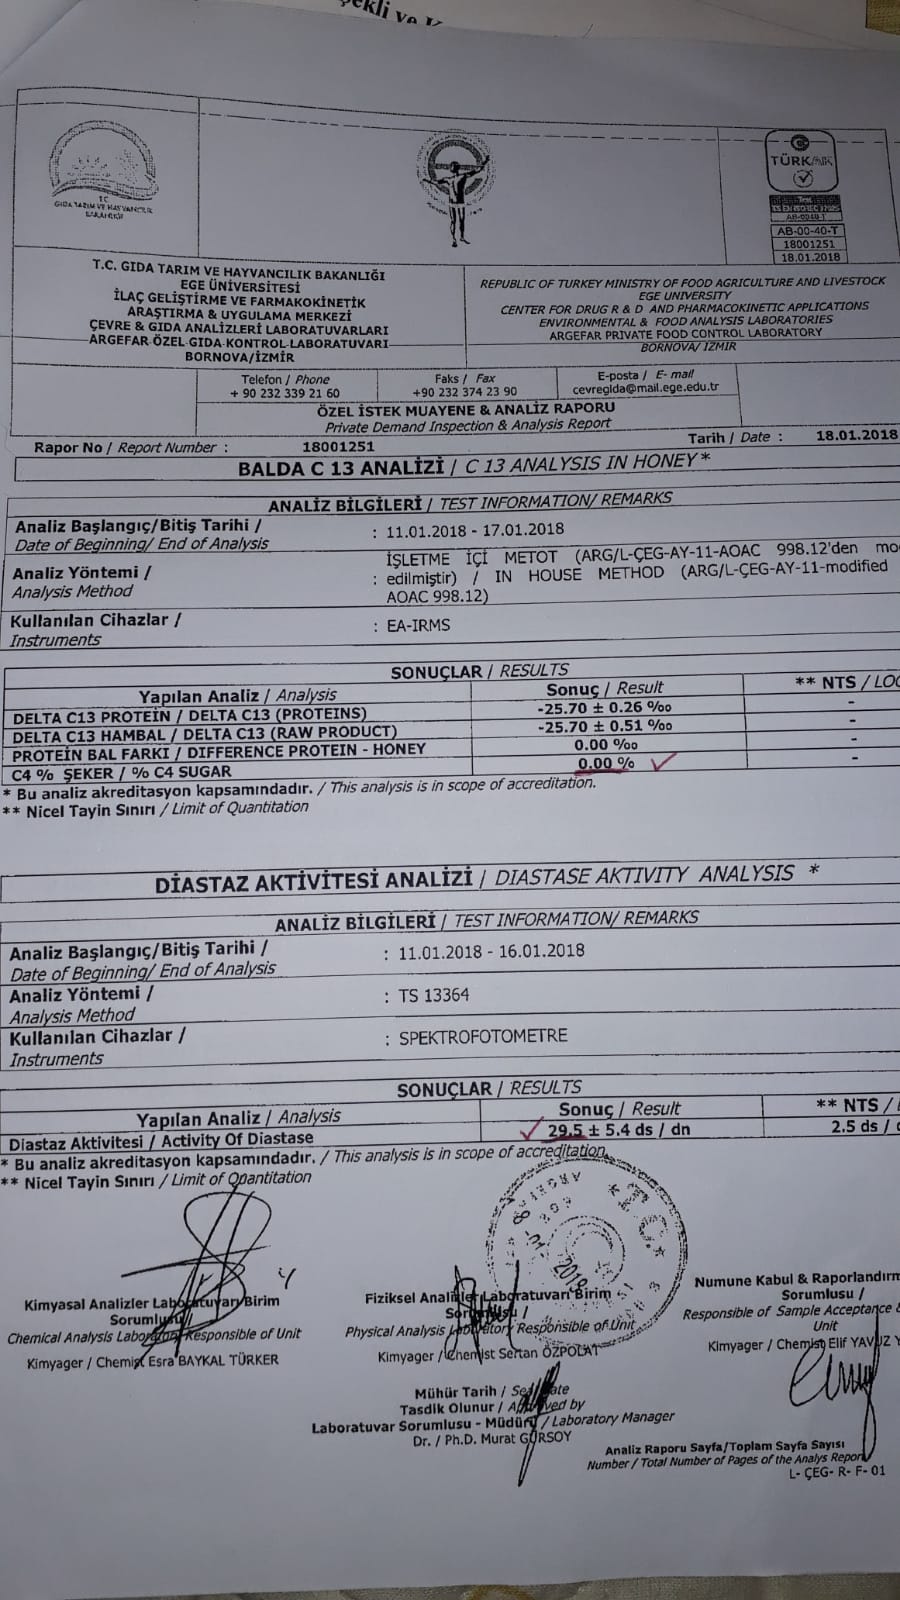 T.C.
GIDA TARIM VE HAYVANCILIK
BAKANLIĞI
TÜRKAK
Test
TS EN ISO IEC 17025
AB-0040-T
AB-00-40-T
18001251
18.01.2018
T.C. GIDA TARIM VE HAYVANCILIK BAKANLIĞI
EGE ÜNİVERSİTESİ
İLAÇ GELİŞTİRME VE FARMAKOKİNETİK
ARAŞTIRMA & UYGULAMA MERKEZİ
ÇEVRE & GIDA ANALİZLERİ LABORATUVARLARI
ARGEFAR ÖZEL GIDA KONTROL LABORATUVARI
BORNOVA/İZMİR
REPUBLIC OF TURKEY MINISTRY OF FOOD AGRICULTURE AND LIVESTOCK
EGE UNIVERSITY
CENTER FOR DRUG R & D AND PHARMACOKINETIC APPLICATIONS
ENVIRONMENTAL & FOOD ANALYSIS LABORATORIES
ARGEFAR PRIVATE FOOD CONTROL LABORATORY
BORNOVA/ IZMIR
Telefon / Phone
+ 90 232 339 21 60
Faks / Fax
+90 232 374 23 90
E-posta / E- mail
cevregida@mail.ege.edu.tr
ÖZEL İSTEK MUAYENE & ANALİZ RAPORU
Private Demand Inspection & Analysis Report
Rapor No / Report Number : 18001251 Tarih / Date : 18.01.2018
BALDA C 13 ANALİZİ / C 13 ANALYSIS IN HONEY *
ANALİZ BİLGİLERİ / TEST INFORMATION/ REMARKS
Analiz Başlangıç/Bitiş Tarihi /
Date of Beginning/ End of Analysis
: 11.01.2018 - 17.01.2018
Analiz Yöntemi /
Analysis Method
İŞLETME İÇİ METOT (ARG/L-ÇEG-AY-11-AOAC 998.12'den mo
: edilmiştir) / IN HOUSE METHOD (ARG/L-ÇEG-AY-11-modified
AOAC 998.12)
Kullanılan Cihazlar /
Instruments
: EA-IRMS
SONUÇLAR / RESULTS
Yapılan Analiz / Analysis Sonuç / Result ** NTS / LO
DELTA C13 PROTEİN / DELTA C13 (PROTEINS) -25.70 ± 0.26 ‰ -
DELTA C13 HAMBAL / DELTA C13 (RAW PRODUCT) -25.70 ± 0.51 ‰ -
PROTEİN BAL FARKI / DIFFERENCE PROTEIN - HONEY 0.00 ‰ -
C4 % ŞEKER / % C4 SUGAR 0.00 % -
* Bu analiz akreditasyon kapsamındadır. / This analysis is in scope of accreditation.
** Nicel Tayin Sınırı / Limit of Quantitation
DİASTAZ AKTİVİTESİ ANALİZİ / DIASTASE AKTIVITY ANALYSIS *
ANALİZ BİLGİLERİ / TEST INFORMATION/ REMARKS
Analiz Başlangıç/Bitiş Tarihi /
Date of Beginning/ End of Analysis
: 11.01.2018 - 16.01.2018
Analiz Yöntemi /
Analysis Method
: TS 13364
Kullanılan Cihazlar /
Instruments
: SPEKTROFOTOMETRE
SONUÇLAR / RESULTS
Yapılan Analiz / Analysis Sonuç / Result ** NTS /
Diastaz Aktivitesi / Activity Of Diastase 29.5 ± 5.4 ds / dn 2.5 ds /
* Bu analiz akreditasyon kapsamındadır. / This analysis is in scope of accreditation.
** Nicel Tayin Sınırı / Limit of Quantitation
Kimyasal Analizler Laboratuvarı Birim
Sorumlusu /
Chemical Analysis Laboratory Responsible of Unit
Kimyager / Chemist Esra BAYKAL TÜRKER
Fiziksel Analizler Laboratuvarı Birim
Sorumlusu /
Physical Analysis Laboratory Responsible of Unit
Kimyager / Chemist Sertan ÖZPOLAT
Numune Kabul & Raporlandırm
Sorumlusu /
Responsible of Sample Acceptance &
Unit
Kimyager / Chemist Elif YAVUZ Y
T.C.
Mühür Tarih / Seal Date
Tasdik Olunur / Approved by
Laboratuvar Sorumlusu - Müdürü / Laboratory Manager
Dr. / Ph.D. Murat GÜRSOY
Analiz Raporu Sayfa/Toplam Sayfa Sayısı
Number / Total Number of Pages of the Analys Report
L- ÇEG- R- F- 01